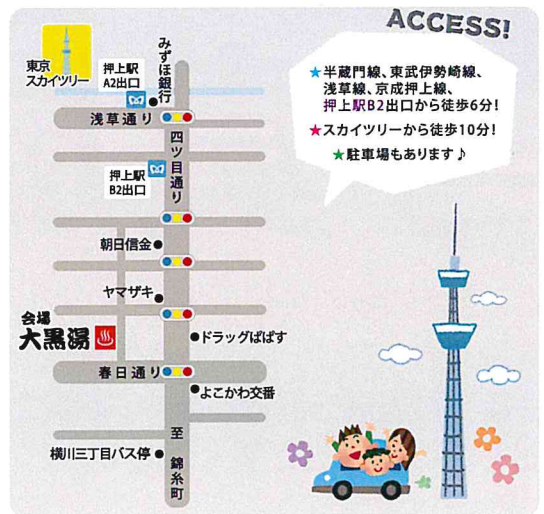 ACCESS!
★半蔵門線、東武伊勢崎線、
浅草線、京成押上線、
押上駅B2出口から徒歩6分!
★スカイツリーから徒歩10分!
★駐車場もあります♪
東京
スカイツリー
押上駅
A2出口
みずほ銀行
浅草通り
四ツ目通り
押上駅
B2出口
朝日信金
ヤマザキ
会場
大黒湯
ドラッグぱぱす
春日通り
よこかわ交番
横川三丁目バス停
至 錦糸町